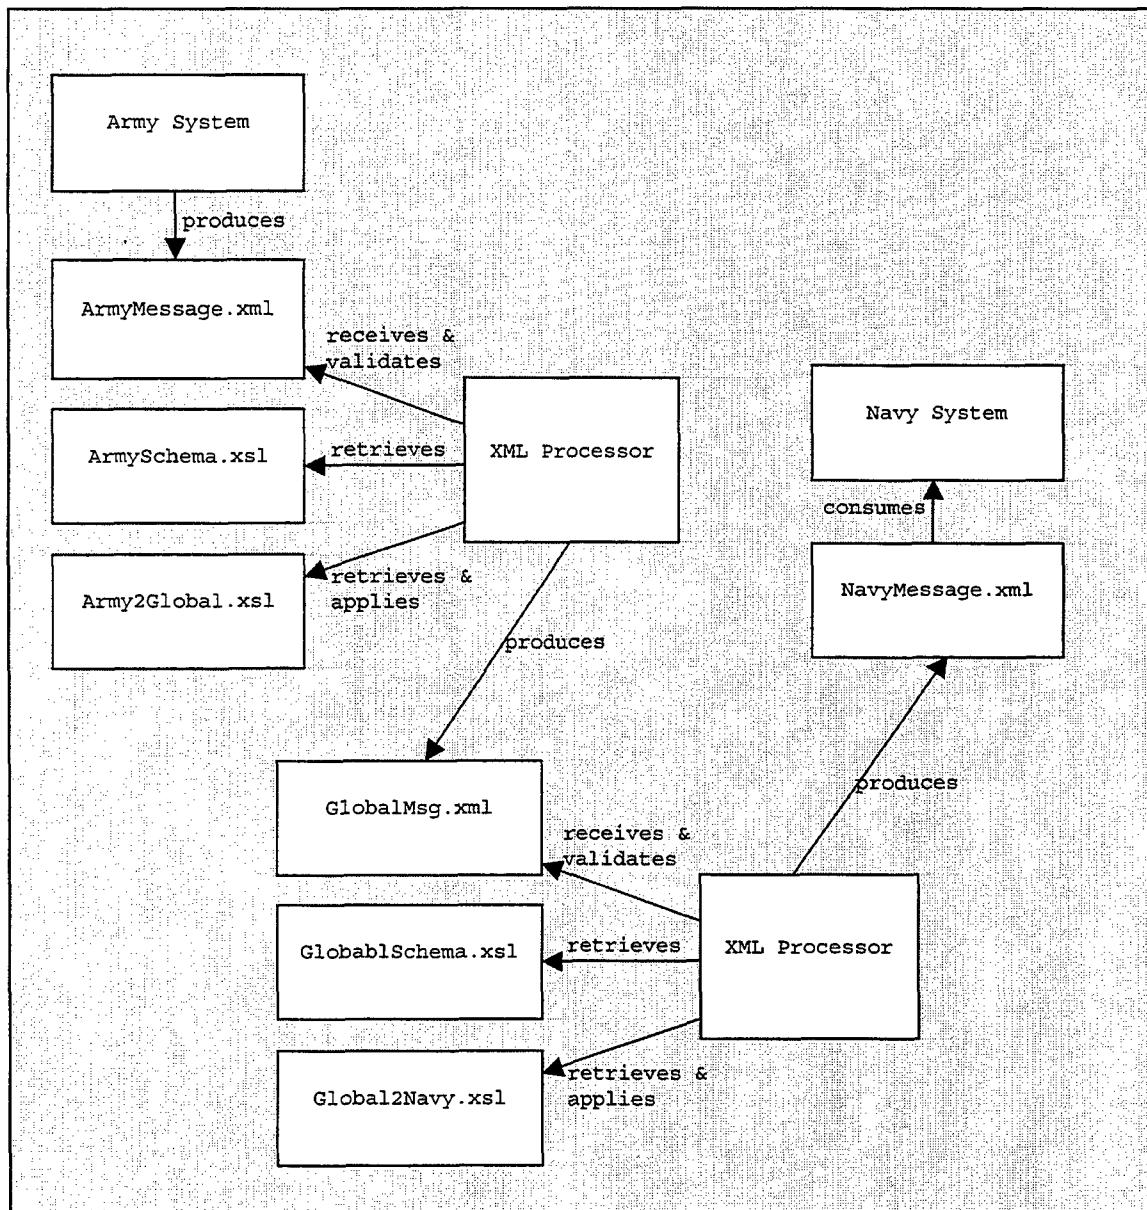 Army System
produces
ArmyMessage.xml
receives &
validates
XML Processor
ArmySchema.xsl
retrieves
Army2Global.xsl
retrieves &
applies
produces
Navy System
consumes
NavyMessage.xml
produces
GlobalMsg.xml
receives &
validates
GlobablSchema.xsl
retrieves
XML Processor
Global2Navy.xsl
retrieves &
applies